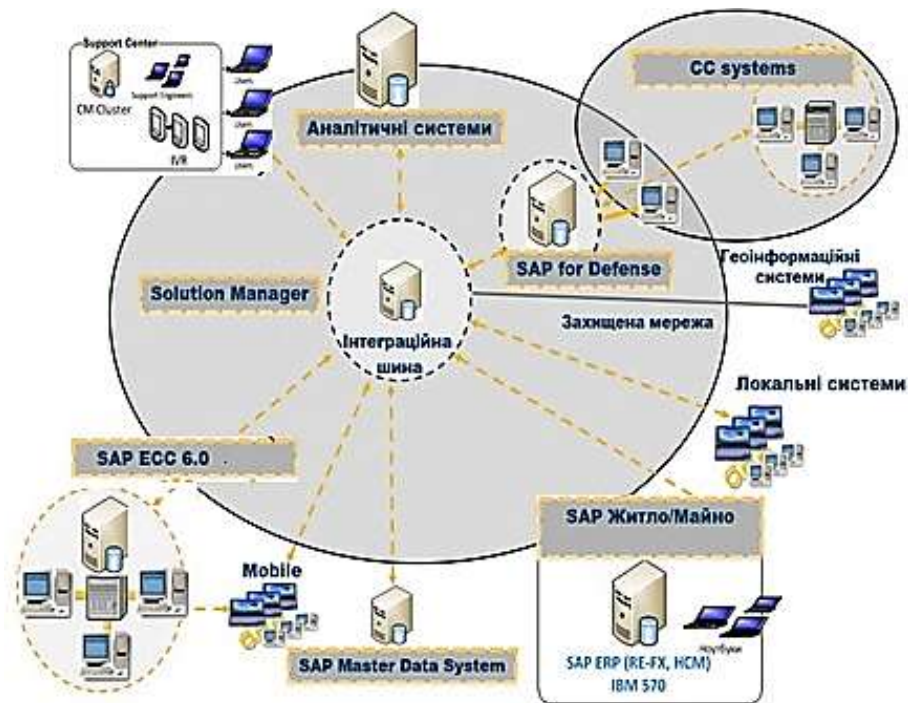 Support Center
CM Cluster
Support Engineers
IVR
Users
Users
Users
Аналітичні системи
CC systems
SAP for Defense
Геоінформаційні
системи
Solution Manager
Захищена мережа
Інтеграційна
шина
Локальні системи
SAP ECC 6.0
SAP Житло/Майно
Mobile
SAP Master Data System
Ноутбуки
SAP ERP (RE-FX, HCM)
IBM 570